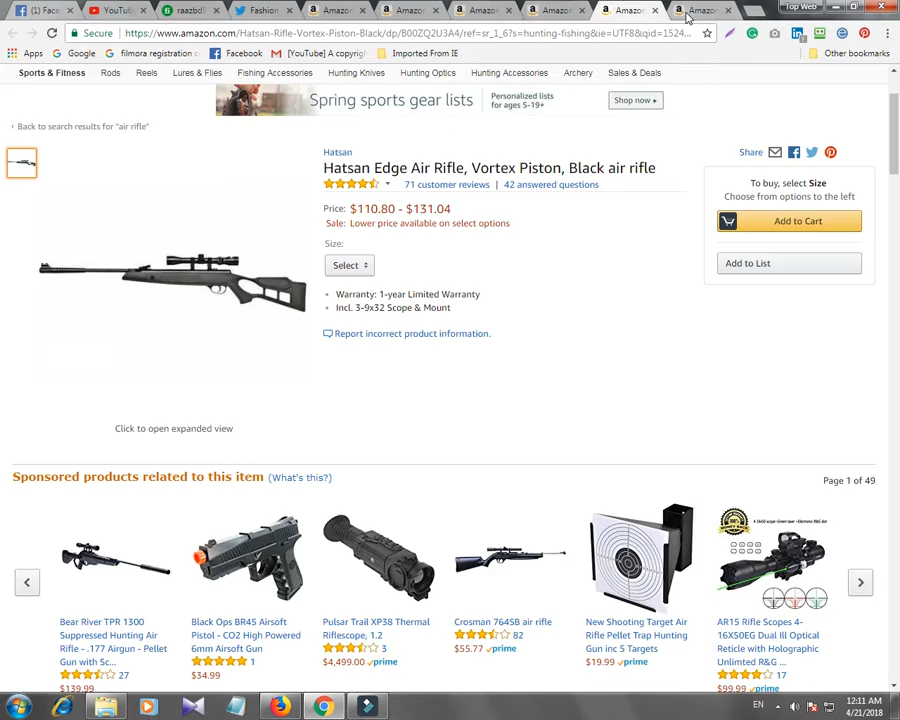 (1) Face
YouTube
raazbd9
Fashion
Amazon
Amazon
Amazon
Amazon
Amazon
Amazon
Top Web
Secure
https://www.amazon.com/Hatsan-Rifle-Vortex-Piston-Black/dp/B00ZQ2U3A4/ref=sr_1_6?s=hunting-fishing&ie=UTF8&qid=1524...
Apps
Google
filmora registration c
Facebook
[YouTube] A copyrig
Imported From IE
Other bookmarks
Sports & Fitness
Rods
Reels
Lures & Flies
Fishing Accessories
Hunting Knives
Hunting Optics
Hunting Accessories
Archery
Sales & Deals
Spring sports gear lists
Personalized lists
for ages 5-19+
Shop now ▸
‹ Back to search results for "air rifle"
Hatsan
Hatsan Edge Air Rifle, Vortex Piston, Black air rifle
71 customer reviews | 42 answered questions
Price: $110.80 - $131.04
Sale: Lower price available on select options
Size:
Select
• Warranty: 1-year Limited Warranty
• Incl. 3-9x32 Scope & Mount
Report incorrect product information.
Share
To buy, select Size
Choose from options to the left
Add to Cart
Add to List
Click to open expanded view
Sponsored products related to this item (What's this?)
Page 1 of 49
Bear River TPR 1300
Suppressed Hunting Air
Rifle - .177 Airgun - Pellet
Gun with Sc...
27
$139.99
Black Ops BR45 Airsoft
Pistol - CO2 High Powered
6mm Airsoft Gun
1
$34.99
Pulsar Trail XP38 Thermal
Riflescope, 1.2
3
$4,499.00 prime
Crosman 764SB air rifle
82
$55.77 prime
New Shooting Target Air
Rifle Pellet Trap Hunting
Gun inc 5 Targets
$19.99 prime
AR15 Rifle Scopes 4-
16X50EG Dual Ill Optical
Reticle with Holographic
Unlimted R&G ...
17
$99.99 prime
EN
12:11 AM
4/21/2018